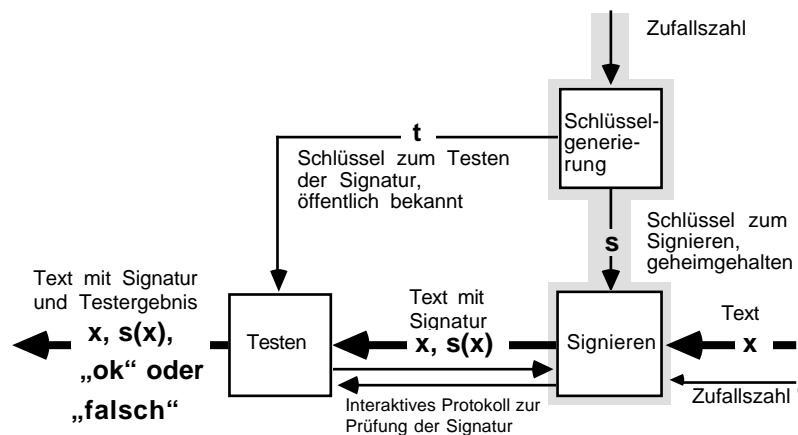 Zufallszahl
Schlüssel-
generie-
rung
t
Schlüssel zum Testen
der Signatur,
öffentlich bekannt
s
Schlüssel zum
Signieren,
geheimgehalten
Text mit Signatur
und Testergebnis
x, s(x),
„ok“ oder
„falsch“
Testen
Text mit
Signatur
x, s(x)
Signieren
Text
x
Zufallszahl '
Interaktives Protokoll zur
Prüfung der Signatur